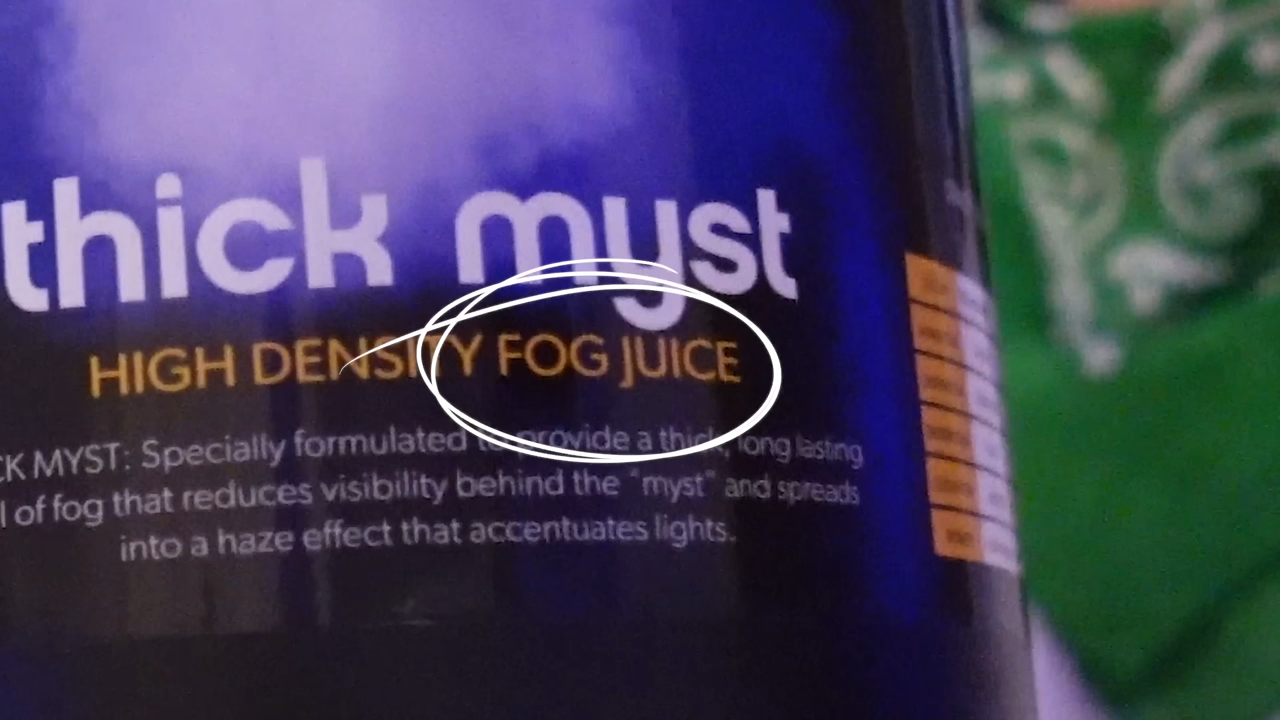 thick myst
HIGH DENSITY FOG JUICE
CK MYST: Specially formulated to provide a thick, long lasting
l of fog that reduces visibility behind the “myst” and spreads
into a haze effect that accentuates lights.